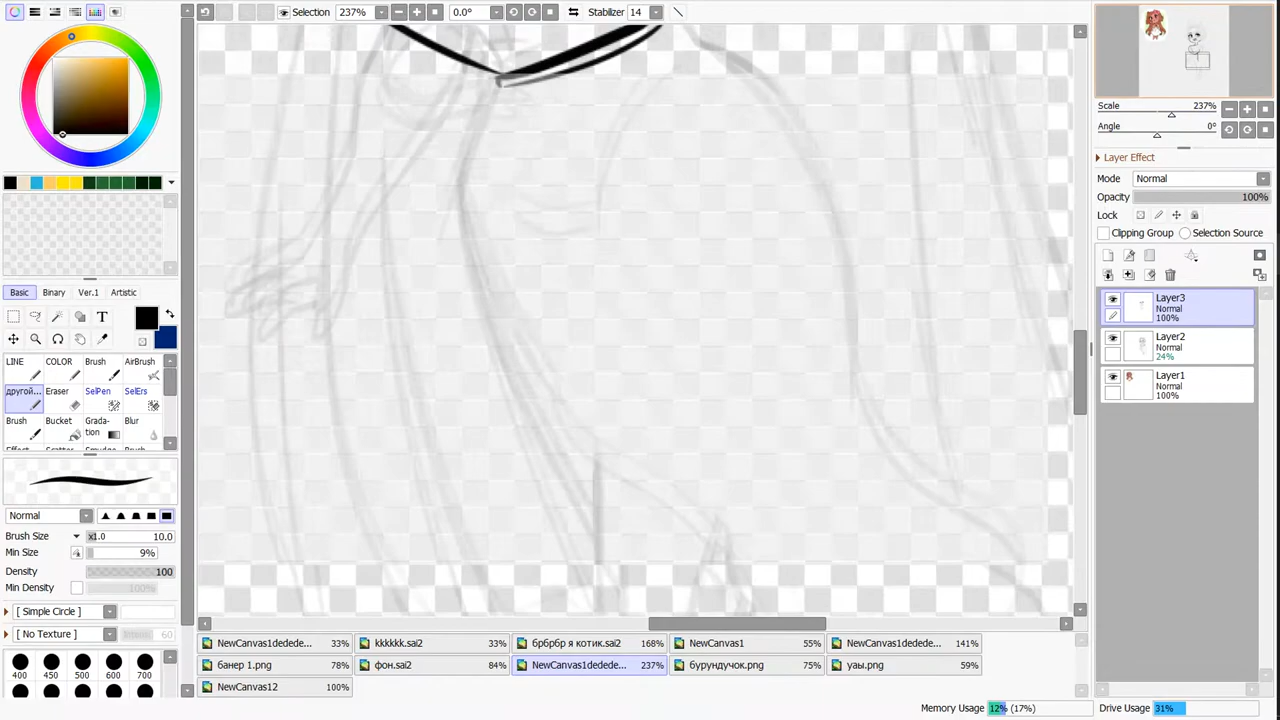 Selection 237% 0.0° Stabilizer 14
Scale 237%
Angle 0°
Layer Effect
Mode Normal
Opacity 100%
Lock
Clipping Group Selection Source
Layer3
Normal
100%
Layer2
Normal
24%
Layer1
Normal
100%
Basic Binary Ver.1 Artistic
T
LINE COLOR Brush AirBrush
другой... Eraser SelPen SelErs
Brush Bucket Grada-
tion Blur
Normal
Brush Size x1.0 10.0
Min Size 9%
Density 100
Min Density 100%
[ Simple Circle ]
[ No Texture ] 60
400 450 500 600 700
NewCanvas1dedede... 33% kkkkkk.sai2 33% брбрбр я котик.sai2 168% NewCanvas1 55% NewCanvas1dedede... 141%
банер 1.png 78% фон.sai2 84% NewCanvas1dedede... 237% бурундучок.png 75% уаы.png 59%
NewCanvas12 100%
Memory Usage 12% (17%) Drive Usage 31%